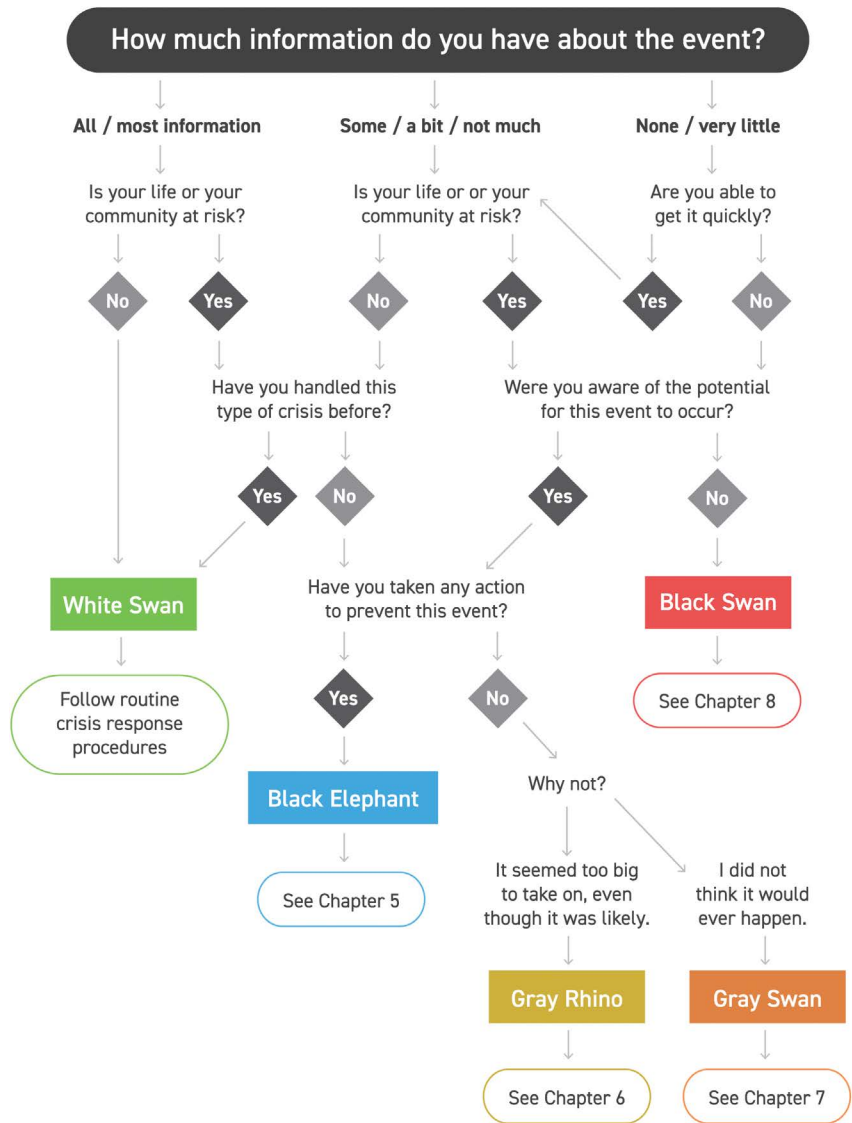 How much information do you have about the event?
All / most information
Some / a bit / not much
None / very little
Is your life or your
community at risk?
Is your life or or your
community at risk?
Are you able to
get it quickly?
No
Yes
No
Yes
Yes
No
Have you handled this
type of crisis before?
Were you aware of the potential
for this event to occur?
Yes
No
Yes
No
White Swan
Have you taken any action
to prevent this event?
Black Swan
Follow routine
crisis response
procedures
Yes
No
See Chapter 8
Black Elephant
Why not?
See Chapter 5
It seemed too big
to take on, even
though it was likely.
I did not
think it would
ever happen.
Gray Rhino
Gray Swan
See Chapter 6
See Chapter 7